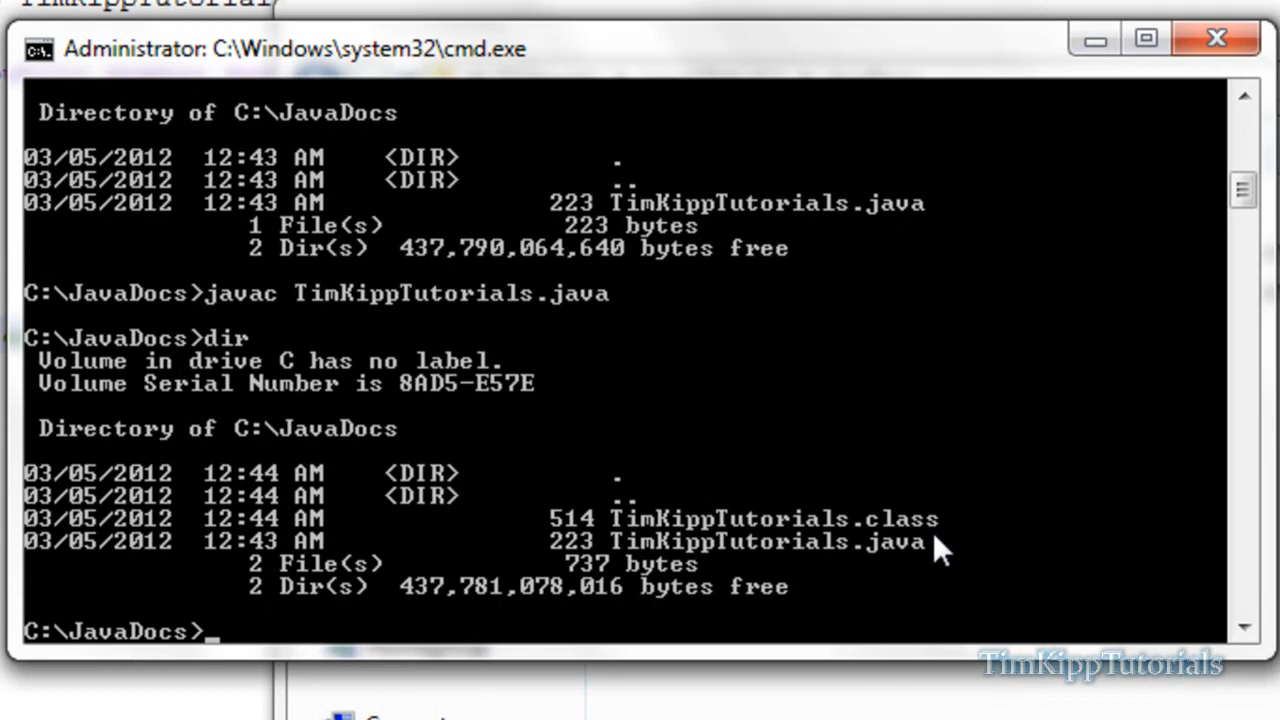 TimKippTutorial
Administrator: C:\Windows\system32\cmd.exe
Directory of C:\JavaDocs
03/05/2012 12:43 AM <DIR> .
03/05/2012 12:43 AM <DIR> ..
03/05/2012 12:43 AM 223 TimKippTutorials.java
1 File(s) 223 bytes
2 Dir(s) 437,790,064,640 bytes free
C:\JavaDocs>javac TimKippTutorials.java
C:\JavaDocs>dir
Volume in drive C has no label.
Volume Serial Number is 8AD5-E57E
Directory of C:\JavaDocs
03/05/2012 12:44 AM <DIR> .
03/05/2012 12:44 AM <DIR> ..
03/05/2012 12:44 AM 514 TimKippTutorials.class
03/05/2012 12:43 AM 223 TimKippTutorials.java
2 File(s) 737 bytes
2 Dir(s) 437,781,078,016 bytes free
C:\JavaDocs>_
TimKippTutorials